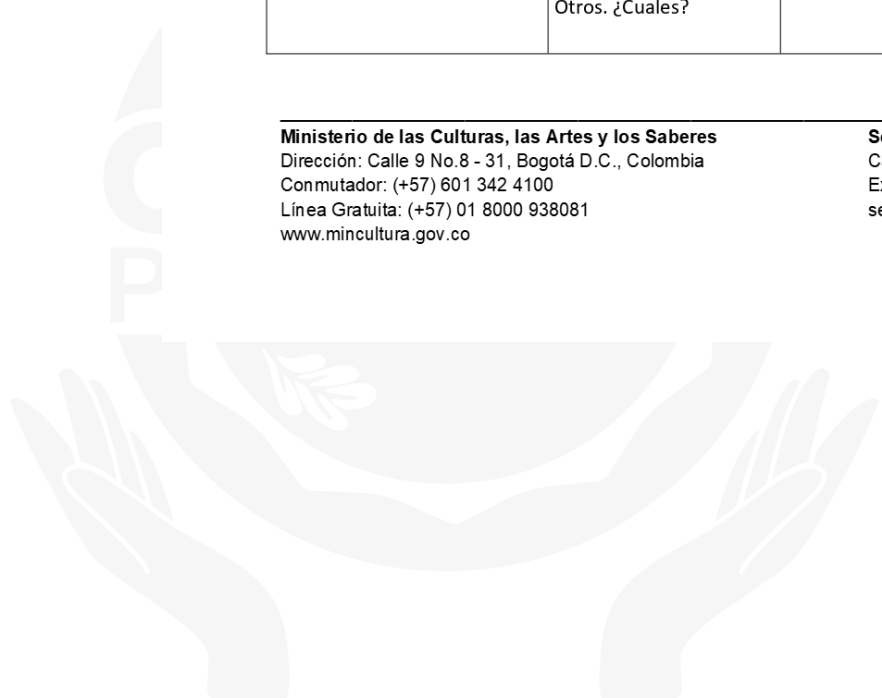 Otros. ¿Cuales?
Ministerio de las Culturas, las Artes y los Saberes
Dirección: Calle 9 No.8 - 31, Bogotá D.C., Colombia
Conmutador: (+57) 601 342 4100
Línea Gratuita: (+57) 01 8000 938081
www.mincultura.gov.co